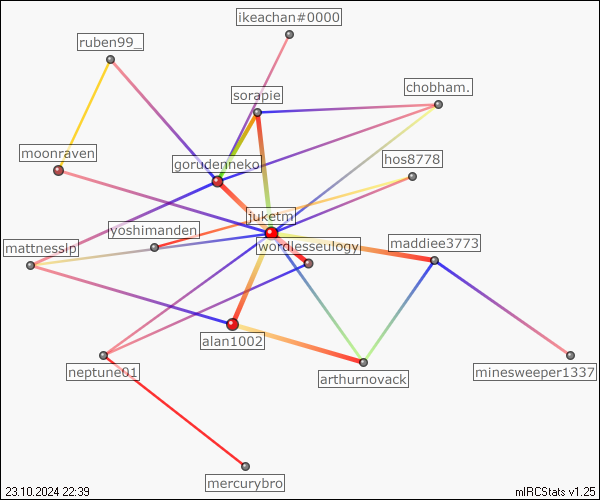 ikeachan#0000
ruben99_
chobham.
sorapie
moonraven
hos8778
gorudenneko
juketm
yoshimanden
maddiee3773
wordlesseulogy
mattnessip
alan1002
neptune01
minesweeper1337
arthurnovack
mercurybro
23.10.2024 22:39
mIRCStats v1.25